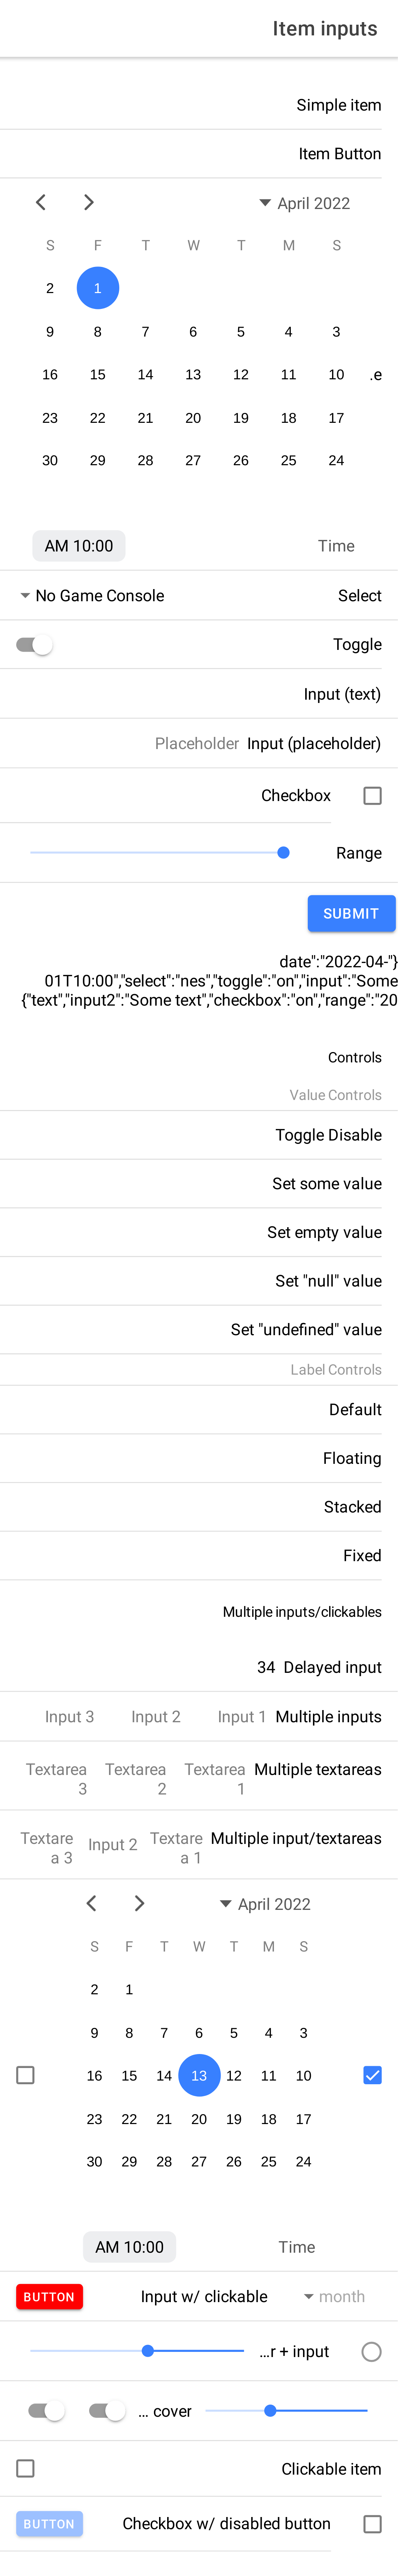 Item inputs
Simple item
Item Button
April 2022
S M T W T F S
1 2
3 4 5 6 7 8 9
.e
10 11 12 13 14 15 16
17 18 19 20 21 22 23
24 25 26 27 28 29 30
Time
AM 10:00
Select
No Game Console
Toggle
Input (text)
Input (placeholder)
Placeholder
Checkbox
Range
SUBMIT
date":"2022-04-"}
01T10:00","select":"nes","toggle":"on","input":"Some
{"text","input2":"Some text","checkbox":"on","range":"20
Controls
Value Controls
Toggle Disable
Set some value
Set empty value
Set "null" value
Set "undefined" value
Label Controls
Default
Floating
Stacked
Fixed
Multiple inputs/clickables
Delayed input
34
Multiple inputs
Input 1
Input 2
Input 3
Multiple textareas
Textarea
1
Textarea
2
Textarea
3
Multiple input/textareas
Textare
a 1
Input 2
Textare
a 3
April 2022
S M T W T F S
1 2
3 4 5 6 7 8 9
10 11 12 13 14 15 16
17 18 19 20 21 22 23
24 25 26 27 28 29 30
Time
AM 10:00
month
Input w/ clickable
BUTTON
...r + input
... cover
Clickable item
Checkbox w/ disabled button
BUTTON